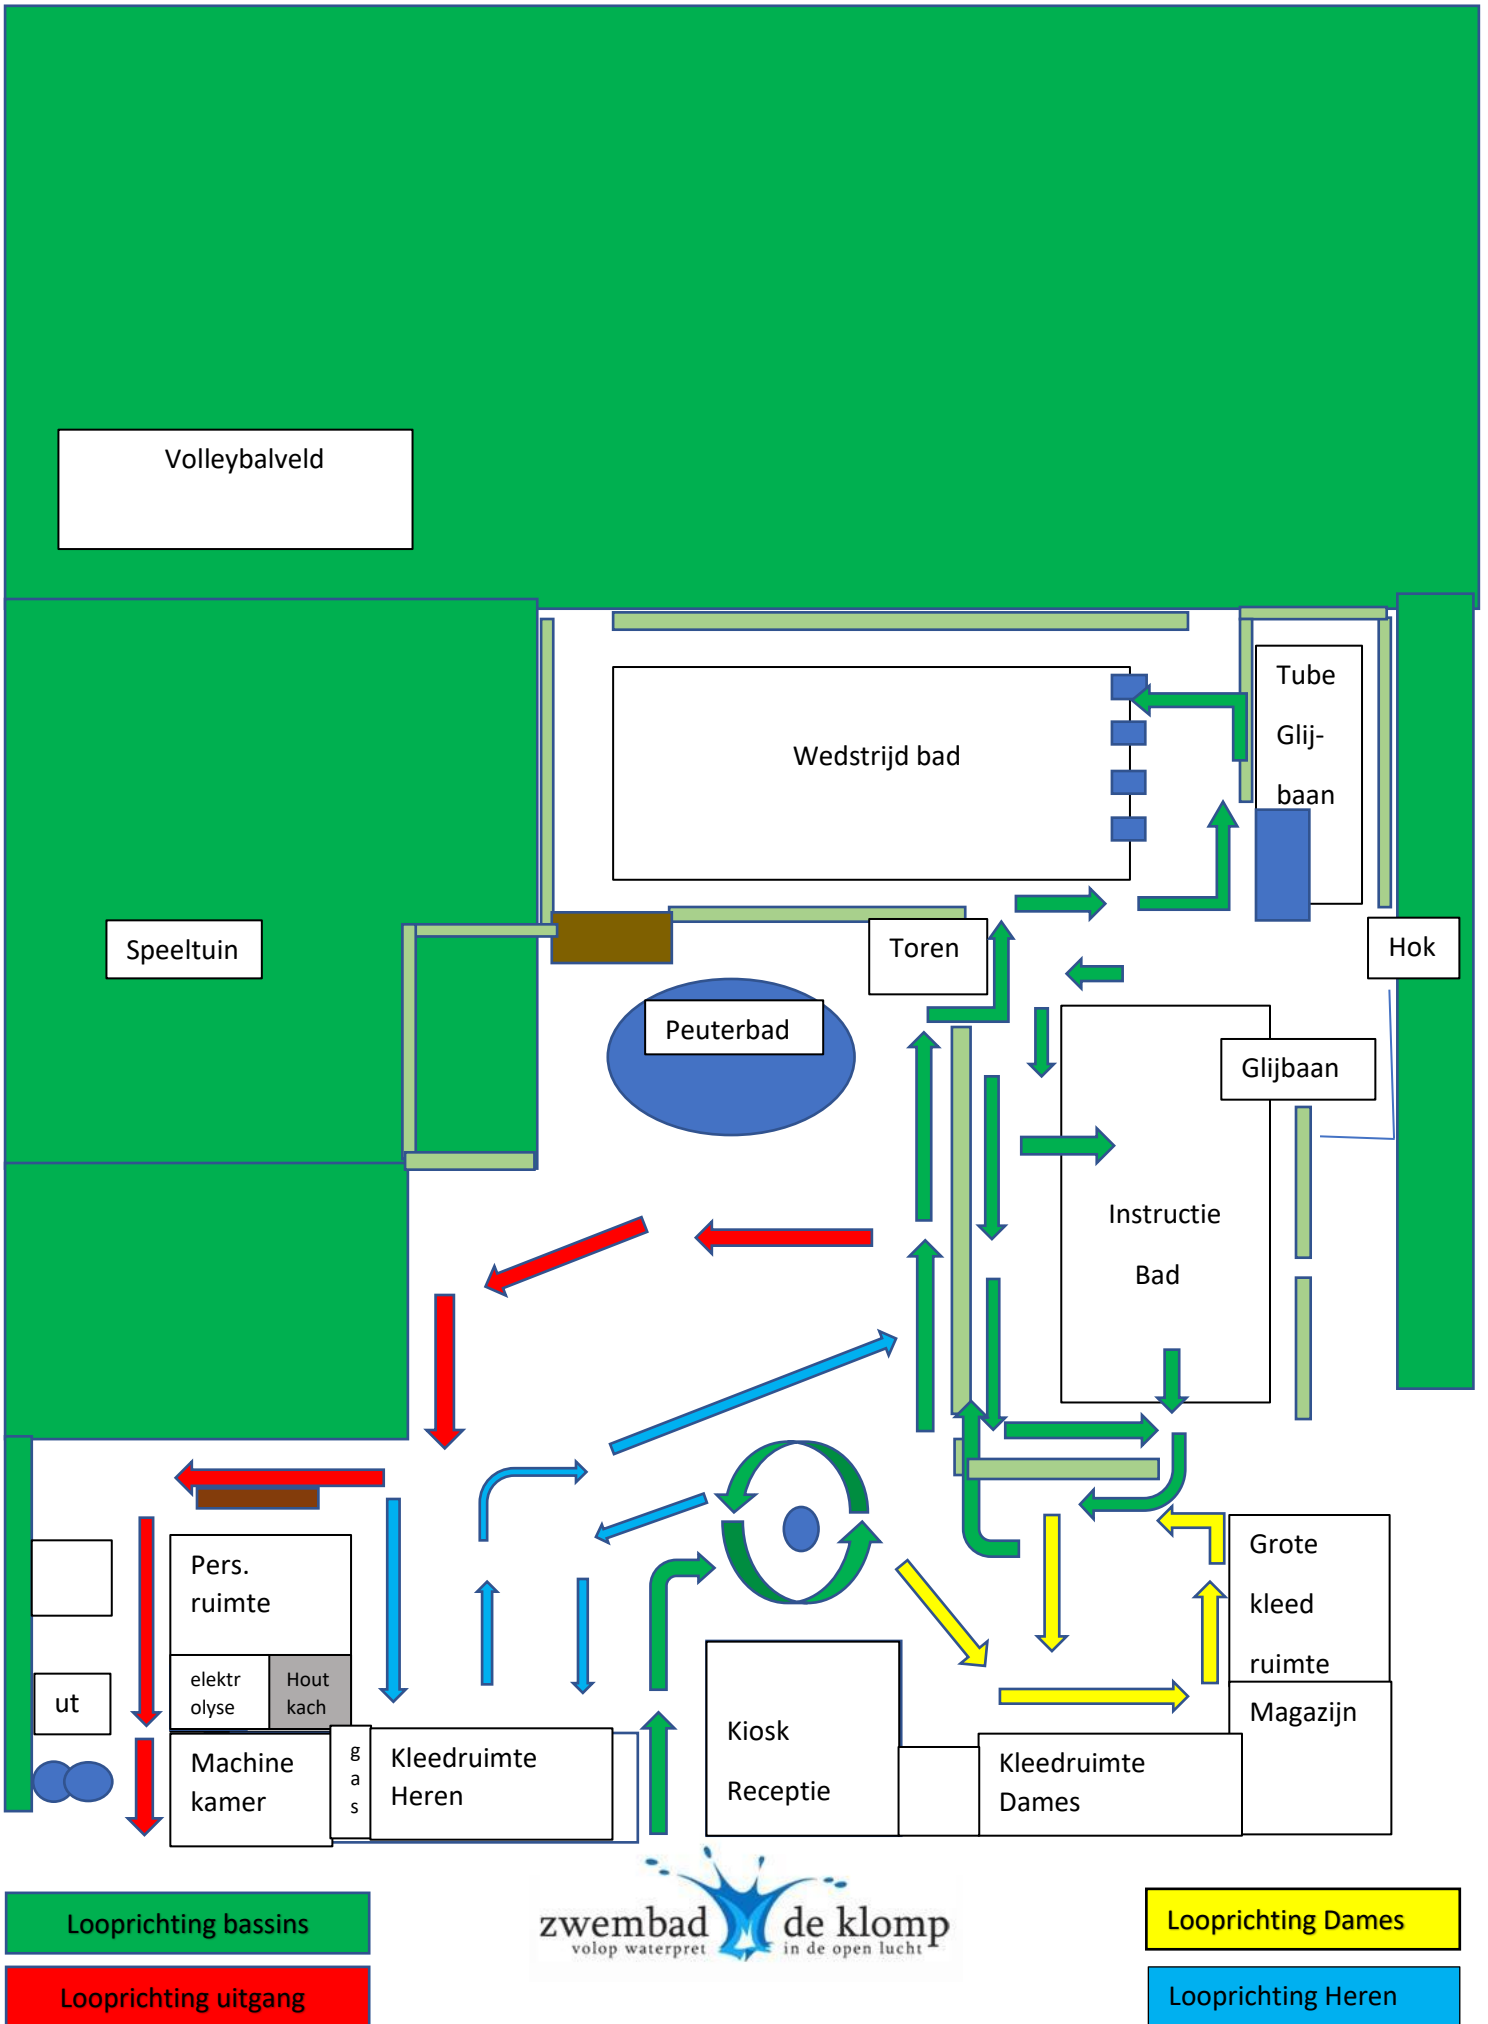 Volleybalveld
Tube
Glij-
baan
Wedstrijd bad
Speeltuin
Toren
Hok
Peuterbad
Glijbaan
Instructie
Bad
Pers.
ruimte
Grote
kleed
ruimte
elektr
olyse
Hout
kach
ut
Magazijn
Kiosk
Receptie
Machine
kamer
g
a
s
Kleedruimte
Heren
Kleedruimte
Dames
zwembad de klomp
volop waterpret in de open lucht
Looprichting bassins
Looprichting Dames
Looprichting uitgang
Looprichting Heren